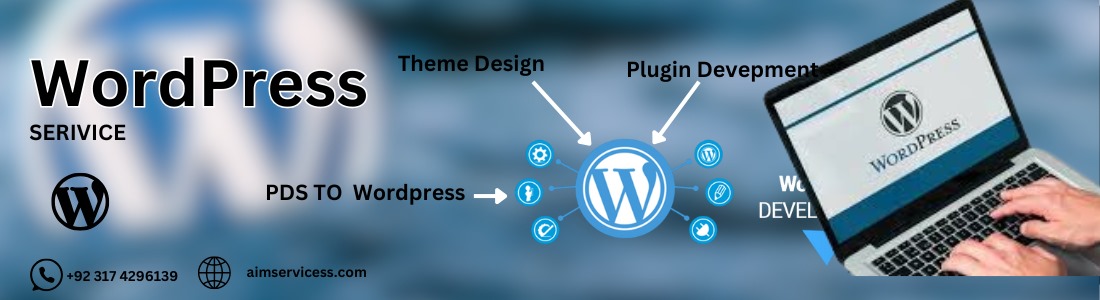 WordPress
SERIVICE
Theme Design
Plugin Devepment
PDS TO Wordpress
WORDPRESS
+92 317 4296139
aimservicess.com